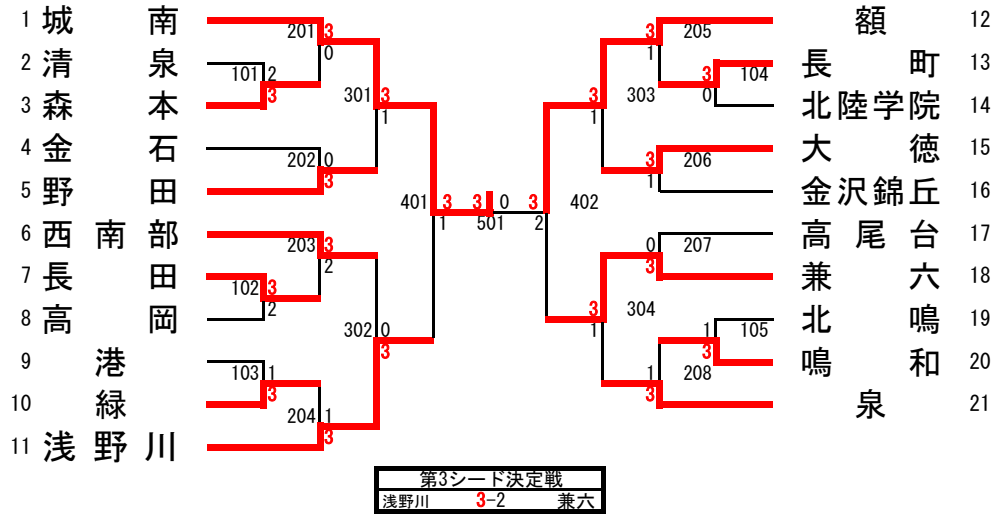 1 城南
201 3
0
2 清泉
101 2
3
3 森本
301 3
1
4 金石
202 0
3
5 野田
401 3 3 0 3 402
1 501 2
6 西南部
203 3
2
7 長田
102 3
2
8 高岡
302 0
3
9 港
103 1
3
10 緑
204 1
3
11 浅野川
額 12
3 205
1
長町 13
3 104
0
北陸学院 14
3 303
1
大徳 15
3 206
1
金沢錦丘 16
高尾台 17
0 207
3
兼六 18
3 304
1
北鳴 19
1 105
3
鳴和 20
1 208
3
泉 21
第3シード決定戦
浅野川 3-2 兼六